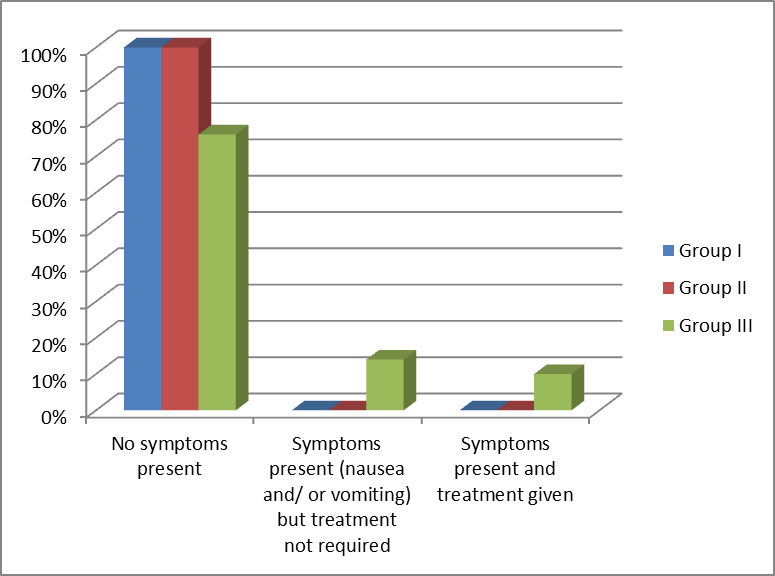 100%
90%
80%
70%
60%
50%
40%
30%
20%
10%
0%
No symptoms
present
Symptoms
present (nausea
and/ or vomiting)
but treatment
not required
Symptoms
present and
treatment given
Group I
Group II
Group III